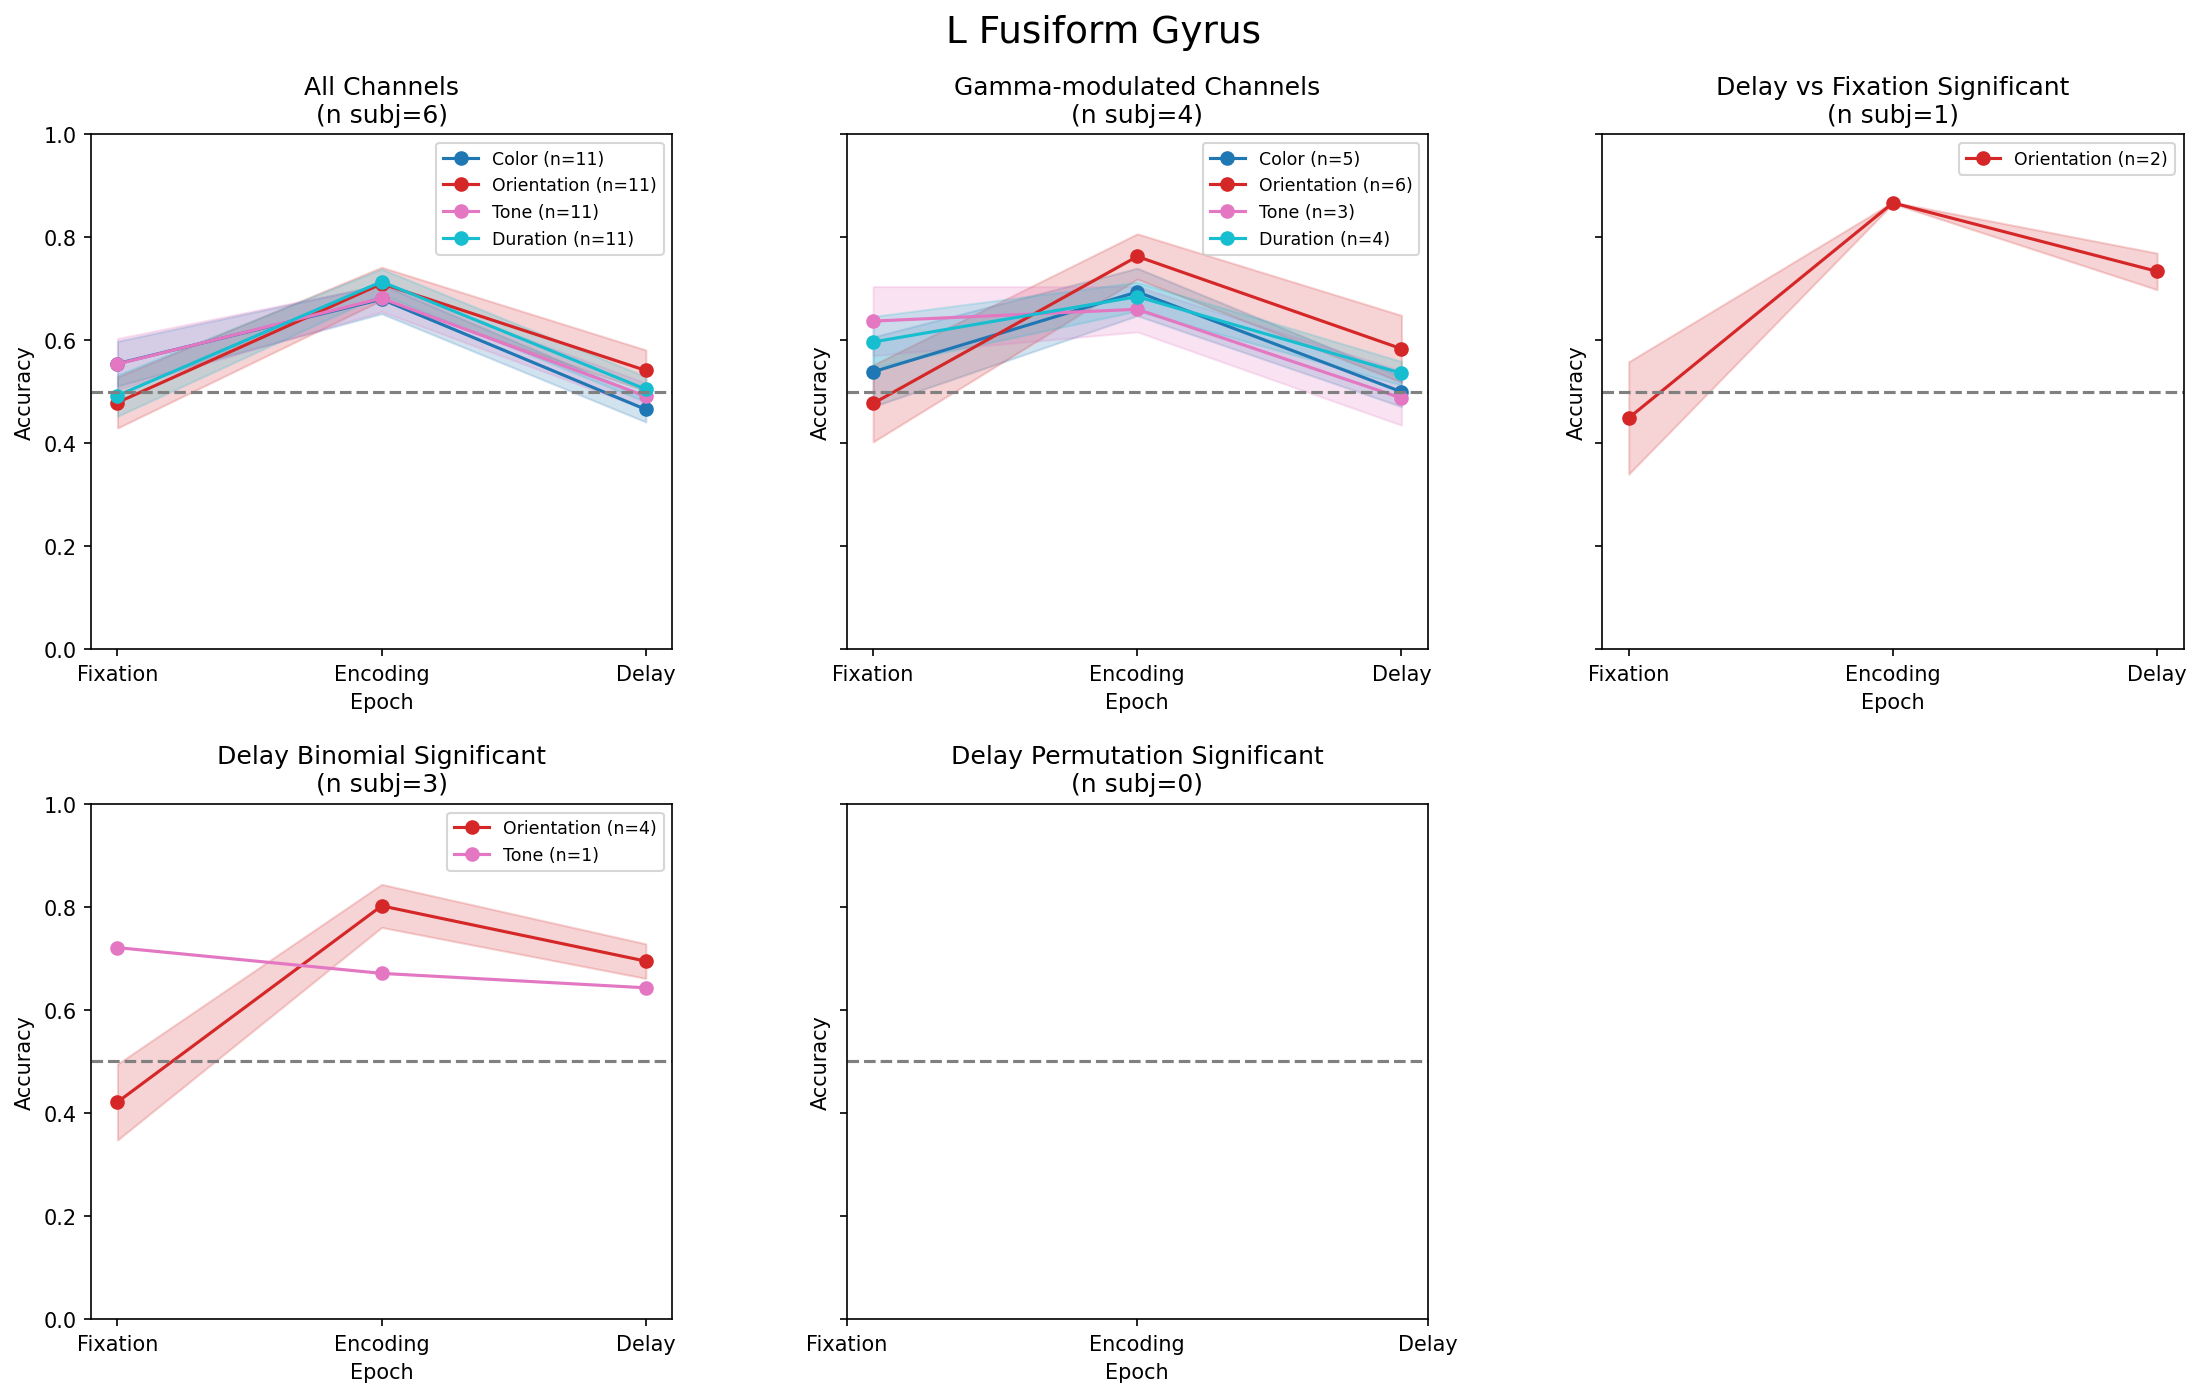 L Fusiform Gyrus
All Channels
(n subj=6)
1.0
0.8
0.6
0.4
0.2
0.0
Accuracy
Color (n=11)
Orientation (n=11)
Tone (n=11)
Duration (n=11)
Fixation
Encoding
Delay
Epoch
Gamma-modulated Channels
(n subj=4)
Accuracy
Color (n=5)
Orientation (n=6)
Tone (n=3)
Duration (n=4)
Fixation
Encoding
Delay
Epoch
Delay vs Fixation Significant
(n subj=1)
Accuracy
Orientation (n=2)
Fixation
Encoding
Delay
Epoch
Delay Binomial Significant
(n subj=3)
1.0
0.8
0.6
0.4
0.2
0.0
Accuracy
Orientation (n=4)
Tone (n=1)
Fixation
Encoding
Delay
Epoch
Delay Permutation Significant
(n subj=0)
Accuracy
Fixation
Encoding
Delay
Epoch